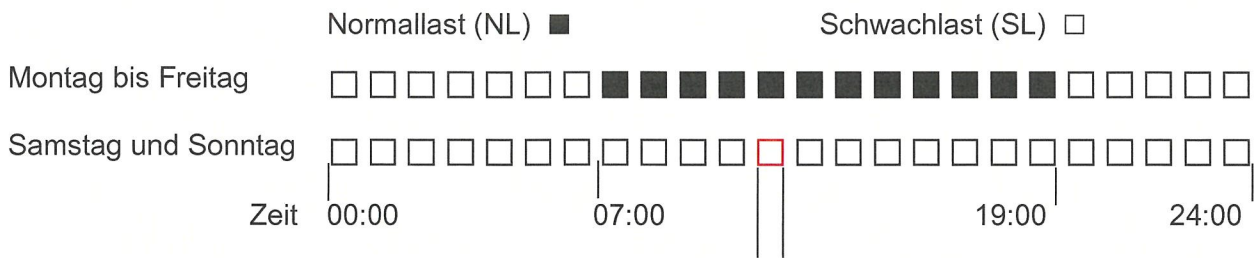 Normallast (NL) ■ Schwachlast (SL) □
Montag bis Freitag
Samstag und Sonntag
Zeit 00:00 07:00 19:00 24:00